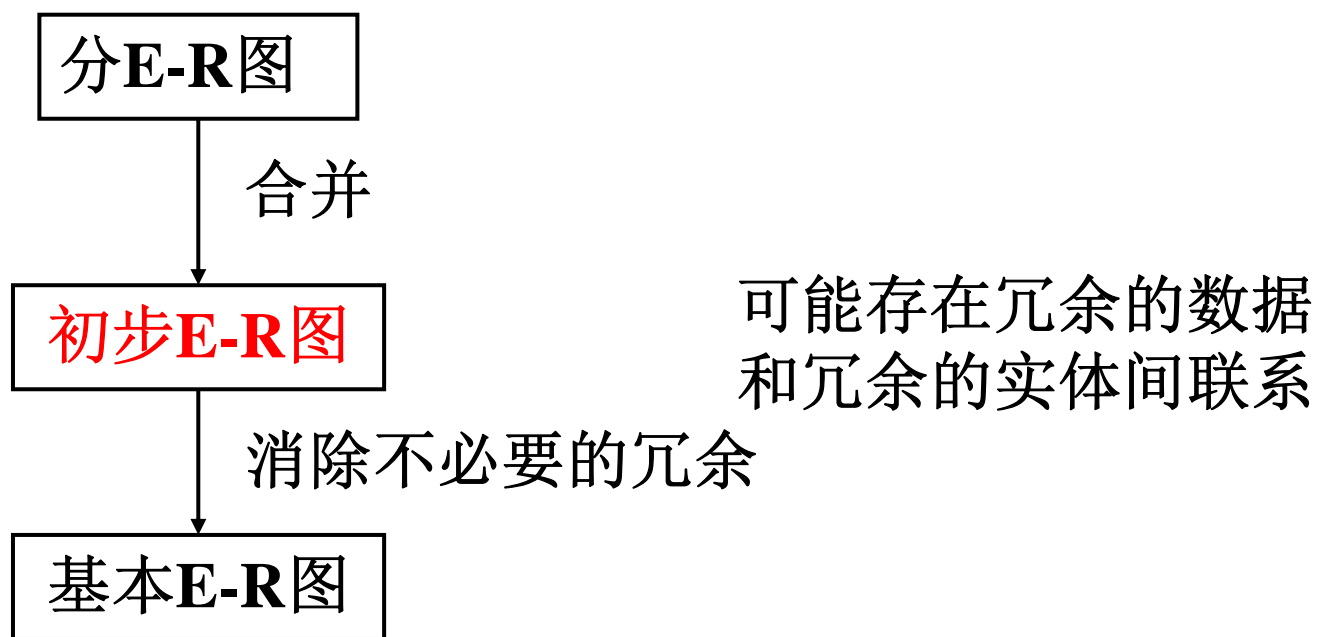 分E-R图
合并
初步E-R图
可能存在冗余的数据
和冗余的实体间联系
消除不必要的冗余
基本E-R图